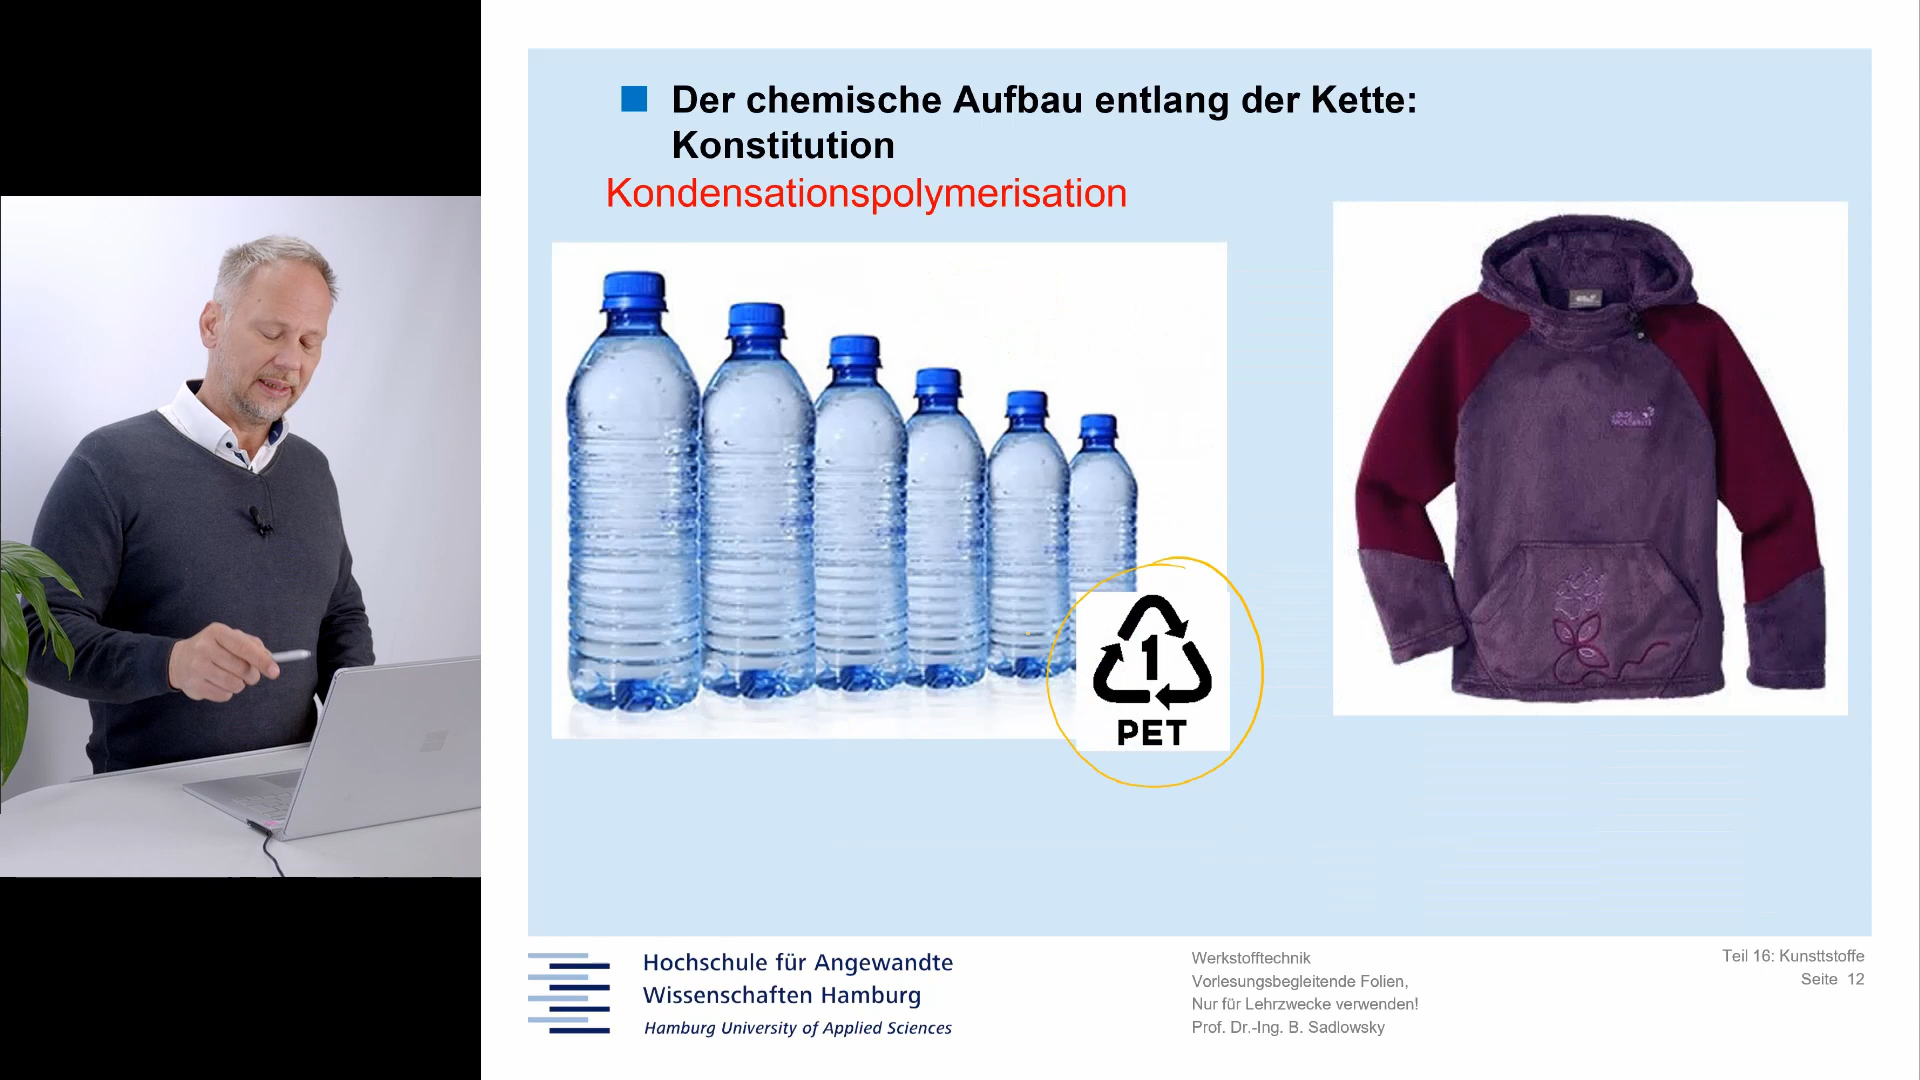 Der chemische Aufbau entlang der Kette:
Konstitution
Kondensationspolymerisation
1
PET
Hochschule für Angewandte
Wissenschaften Hamburg
Hamburg University of Applied Sciences
Werkstofftechnik
Vorlesungsbegleitende Folien,
Nur für Lehrzwecke verwenden!
Prof. Dr.-Ing. B. Sadlowsky
Teil 16: Kunsttstoffe
Seite 12